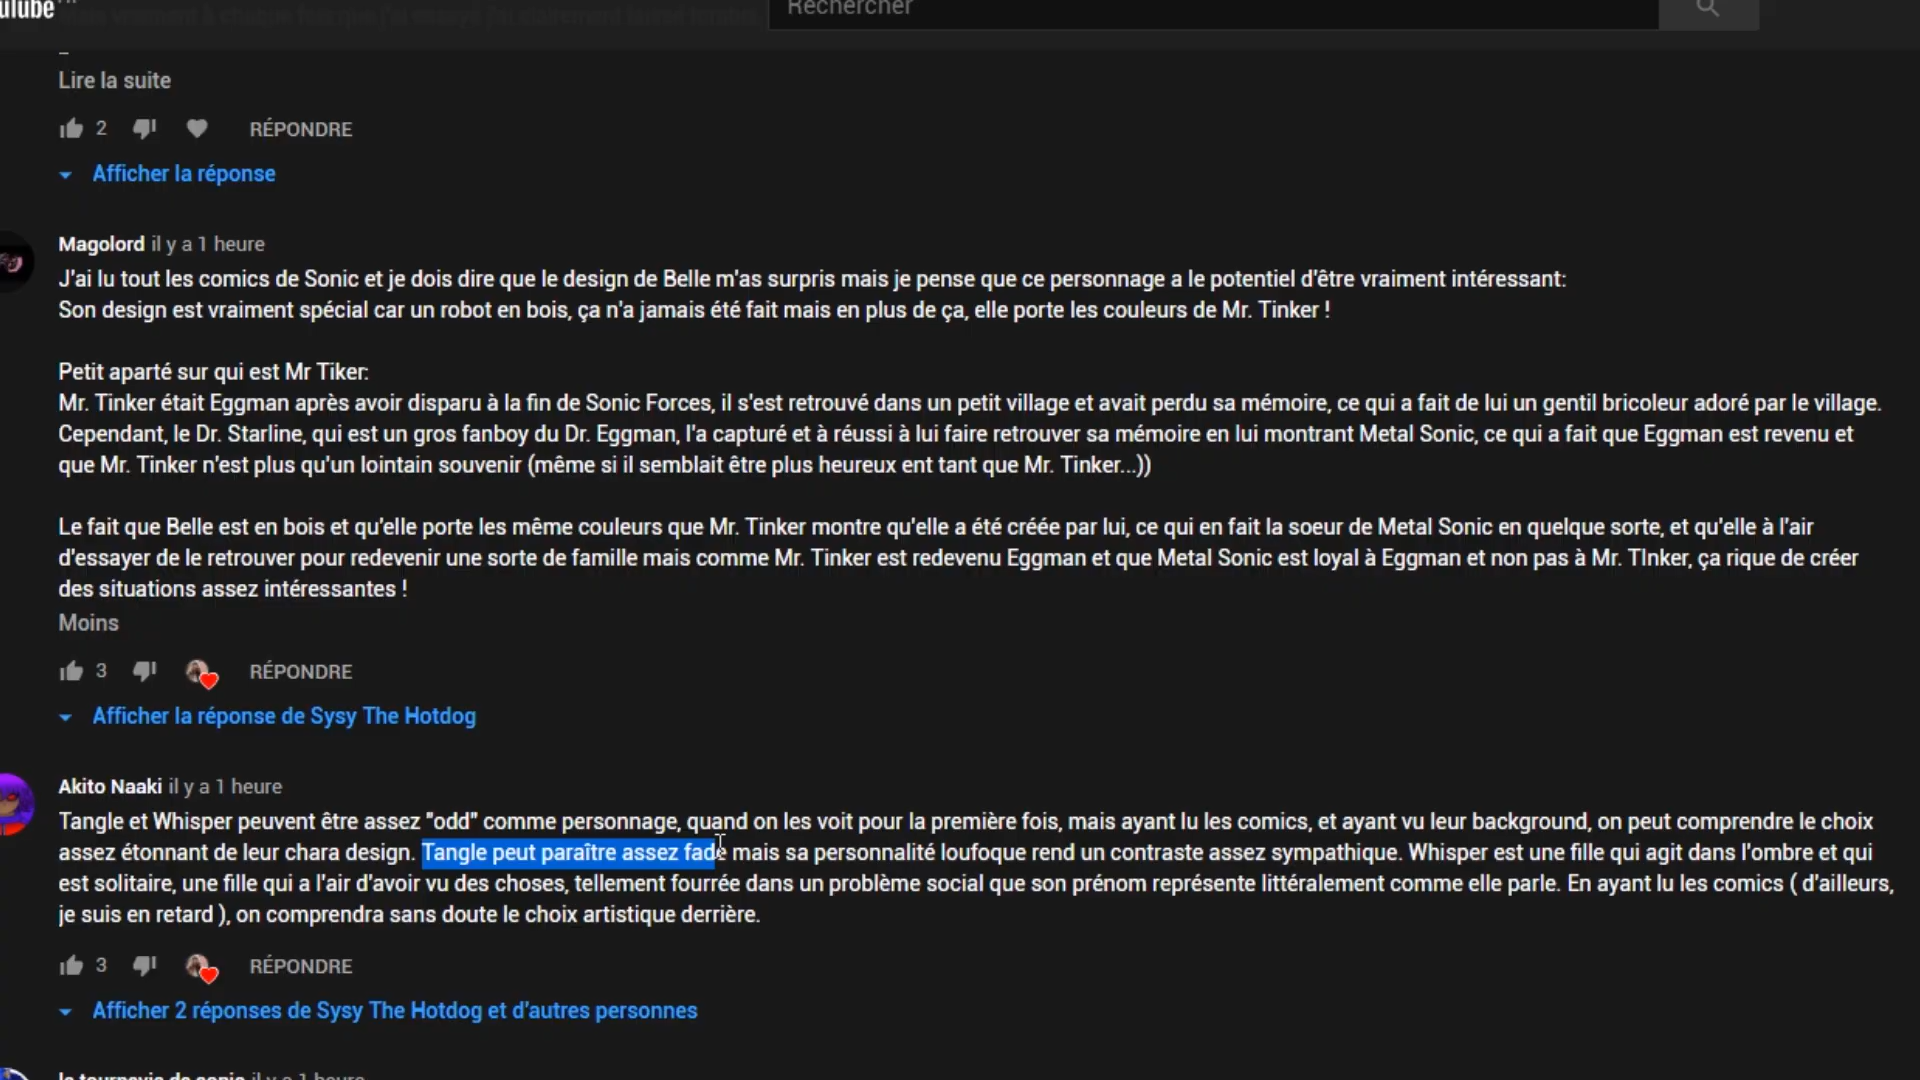 Rechercher
Lire la suite
2 RÉPONDRE
Afficher la réponse
Magolord il y a 1 heure
J'ai lu tout les comics de Sonic et je dois dire que le design de Belle m'as surpris mais je pense que ce personnage a le potentiel d'être vraiment intéressant:
Son design est vraiment spécial car un robot en bois, ça n'a jamais été fait mais en plus de ça, elle porte les couleurs de Mr. Tinker !
Petit aparté sur qui est Mr Tiker:
Mr. Tinker était Eggman après avoir disparu à la fin de Sonic Forces, il s'est retrouvé dans un petit village et avait perdu sa mémoire, ce qui a fait de lui un gentil bricoleur adoré par le village.
Cependant, le Dr. Starline, qui est un gros fanboy du Dr. Eggman, l'a capturé et à réussi à lui faire retrouver sa mémoire en lui montrant Metal Sonic, ce qui a fait que Eggman est revenu et
que Mr. Tinker n'est plus qu'un lointain souvenir (même si il semblait être plus heureux ent tant que Mr. Tinker...))
Le fait que Belle est en bois et qu'elle porte les même couleurs que Mr. Tinker montre qu'elle a été créée par lui, ce qui en fait la soeur de Metal Sonic en quelque sorte, et qu'elle à l'air
d'essayer de le retrouver pour redevenir une sorte de famille mais comme Mr. Tinker est redevenu Eggman et que Metal Sonic est loyal à Eggman et non pas à Mr. TInker, ça rique de créer
des situations assez intéressantes !
Moins
3 RÉPONDRE
Afficher la réponse de Sysy The Hotdog
Akito Naaki il y a 1 heure
Tangle et Whisper peuvent être assez "odd" comme personnage, quand on les voit pour la première fois, mais ayant lu les comics, et ayant vu leur background, on peut comprendre le choix
assez étonnant de leur chara design. Tangle peut paraître assez fade mais sa personnalité loufoque rend un contraste assez sympathique. Whisper est une fille qui agit dans l'ombre et qui
est solitaire, une fille qui a l'air d'avoir vu des choses, tellement fourrée dans un problème social que son prénom représente littéralement comme elle parle. En ayant lu les comics ( d'ailleurs,
je suis en retard ), on comprendra sans doute le choix artistique derrière.
3 RÉPONDRE
Afficher 2 réponses de Sysy The Hotdog et d'autres personnes
il y a 1 heure